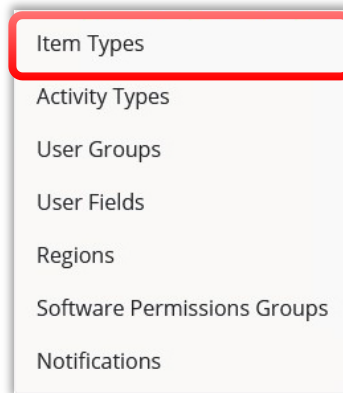 Item Types
Activity Types
User Groups
User Fields
Regions
Software Permissions Groups
Notifications